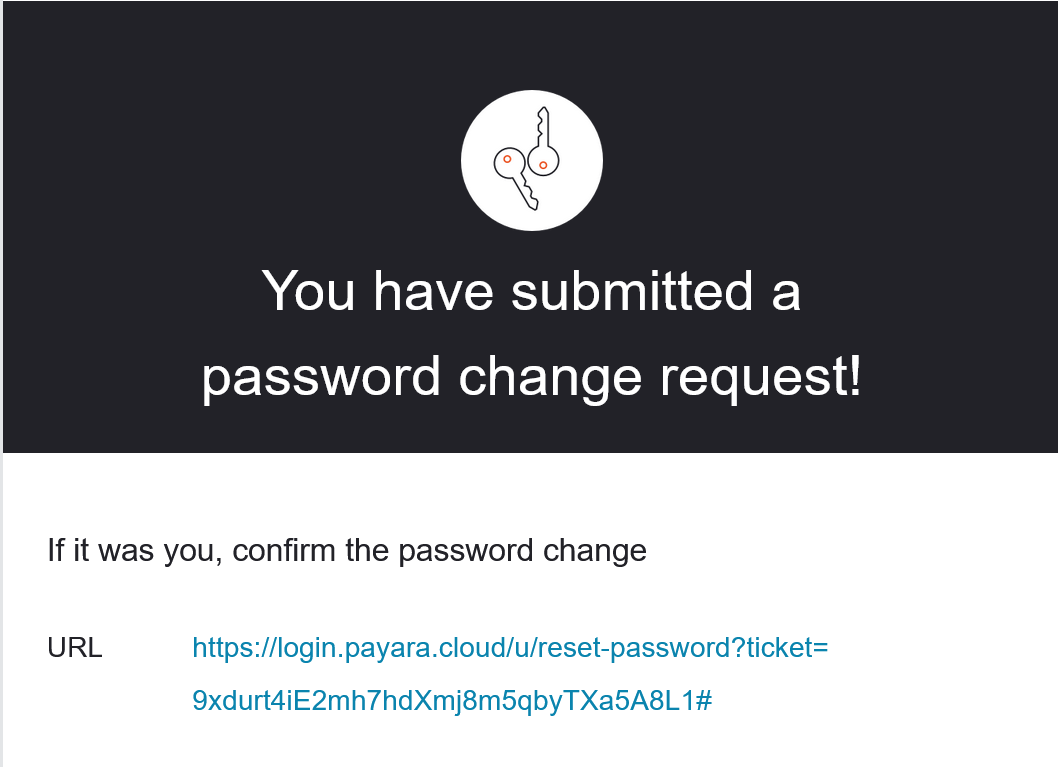 You have submitted a
password change request!
If it was you, confirm the password change
URL https://login.payara.cloud/u/reset-password?ticket=
9xdurt4iE2mh7hdXmj8m5qbyTXa5A8L1#